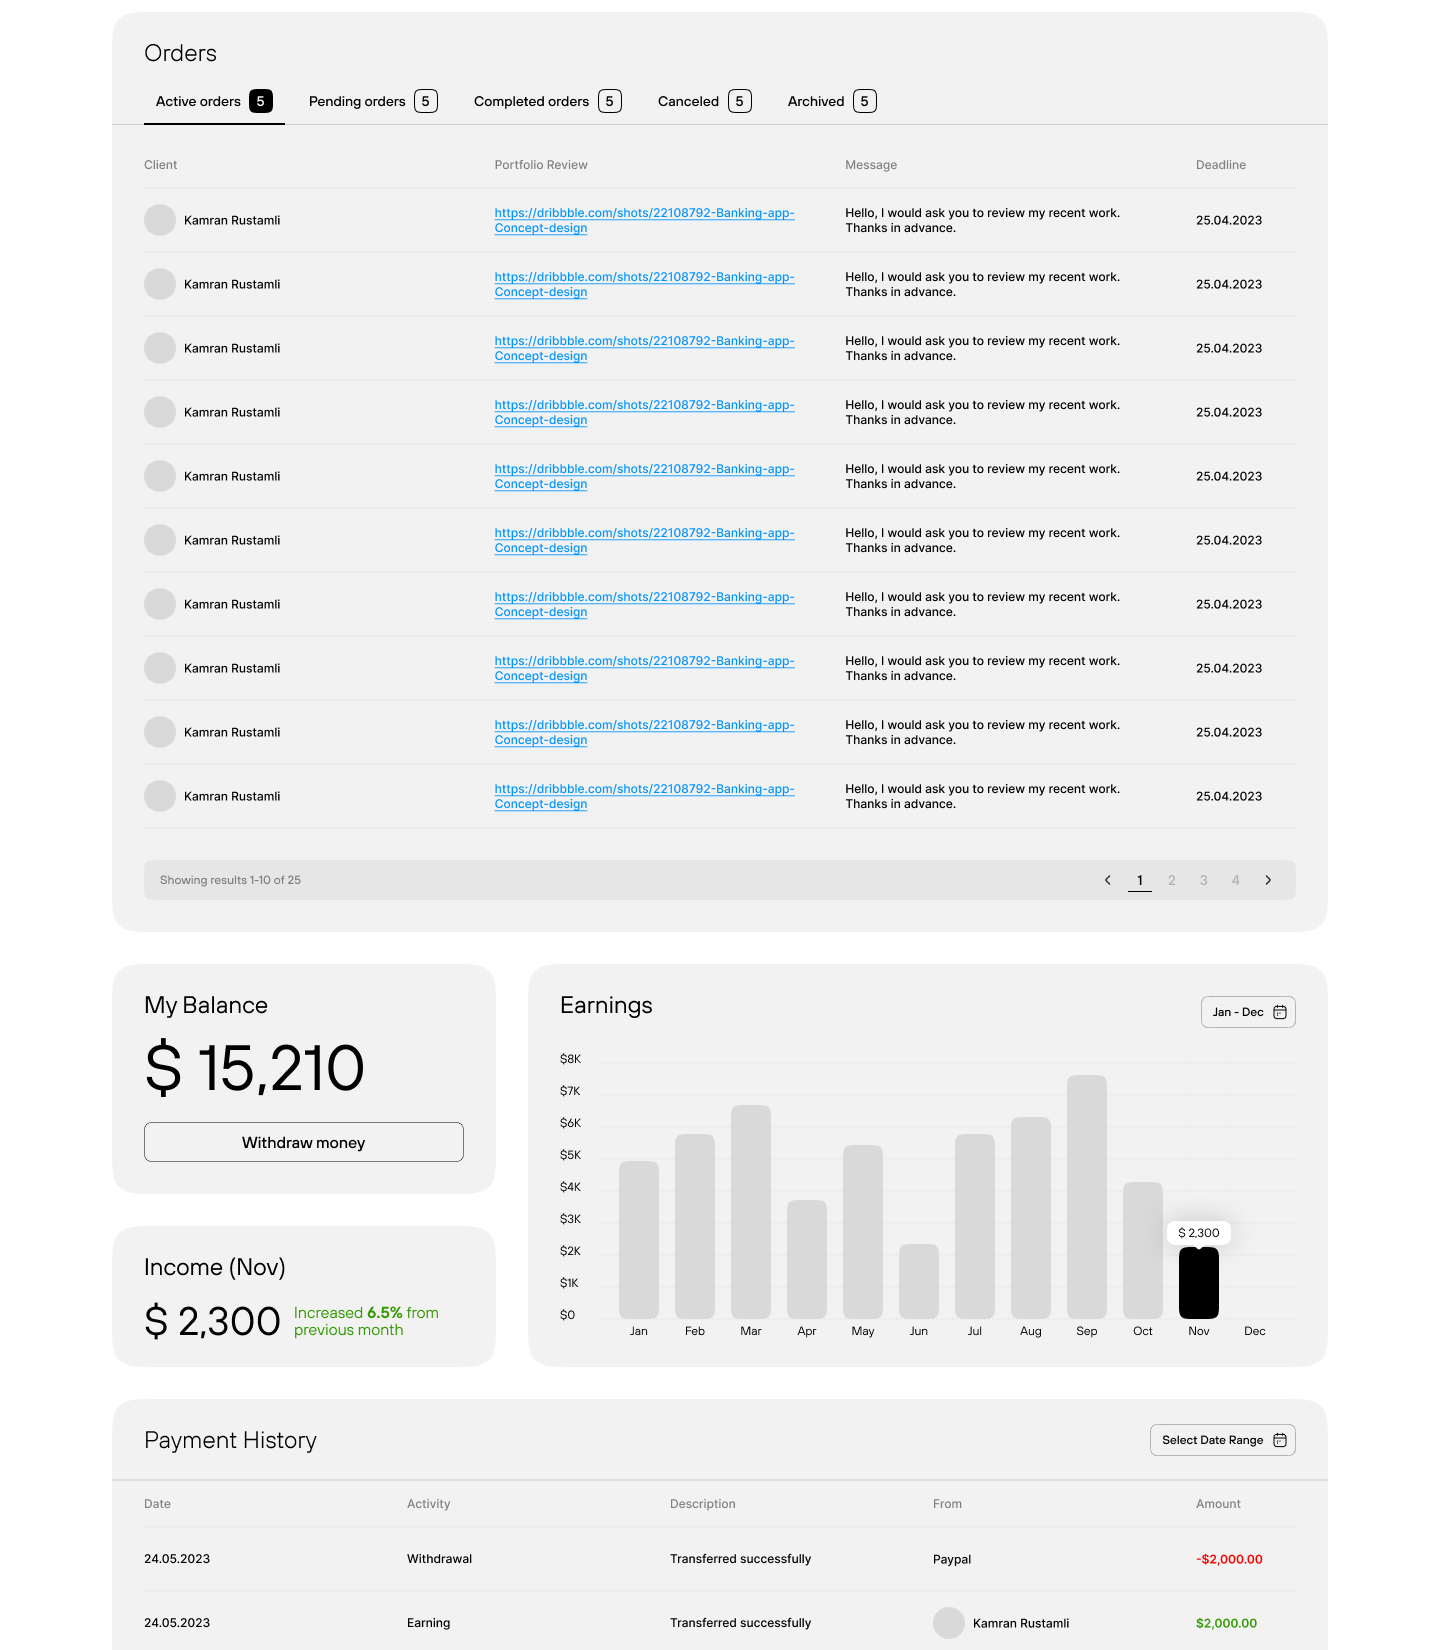 Orders
Active orders 5 Pending orders 5 Completed orders 5 Canceled 5 Archived 5
Client Portfolio Review Message Deadline
Kamran Rustamli https://dribbble.com/shots/22108792-Banking-app- Hello, I would ask you to review my recent work. 25.04.2023
Concept-design Thanks in advance.
Kamran Rustamli https://dribbble.com/shots/22108792-Banking-app- Hello, I would ask you to review my recent work. 25.04.2023
Concept-design Thanks in advance.
Kamran Rustamli https://dribbble.com/shots/22108792-Banking-app- Hello, I would ask you to review my recent work. 25.04.2023
Concept-design Thanks in advance.
Kamran Rustamli https://dribbble.com/shots/22108792-Banking-app- Hello, I would ask you to review my recent work. 25.04.2023
Concept-design Thanks in advance.
Kamran Rustamli https://dribbble.com/shots/22108792-Banking-app- Hello, I would ask you to review my recent work. 25.04.2023
Concept-design Thanks in advance.
Kamran Rustamli https://dribbble.com/shots/22108792-Banking-app- Hello, I would ask you to review my recent work. 25.04.2023
Concept-design Thanks in advance.
Kamran Rustamli https://dribbble.com/shots/22108792-Banking-app- Hello, I would ask you to review my recent work. 25.04.2023
Concept-design Thanks in advance.
Kamran Rustamli https://dribbble.com/shots/22108792-Banking-app- Hello, I would ask you to review my recent work. 25.04.2023
Concept-design Thanks in advance.
Kamran Rustamli https://dribbble.com/shots/22108792-Banking-app- Hello, I would ask you to review my recent work. 25.04.2023
Concept-design Thanks in advance.
Kamran Rustamli https://dribbble.com/shots/22108792-Banking-app- Hello, I would ask you to review my recent work. 25.04.2023
Concept-design Thanks in advance.
Showing results 1-10 of 25 1 2 3 4
My Balance
$ 15,210
Withdraw money
Income (Nov)
$ 2,300 Increased 6.5% from
previous month
Earnings
Jan - Dec
$8K
$7K
$6K
$5K
$4K
$3K
$2K
$1K
$0
$ 2,300
Jan Feb Mar Apr May Jun Jul Aug Sep Oct Nov Dec
Payment History
Select Date Range
Date Activity Description From Amount
24.05.2023 Withdrawal Transferred successfully Paypal -$2,000.00
24.05.2023 Earning Transferred successfully Kamran Rustamli $2,000.00